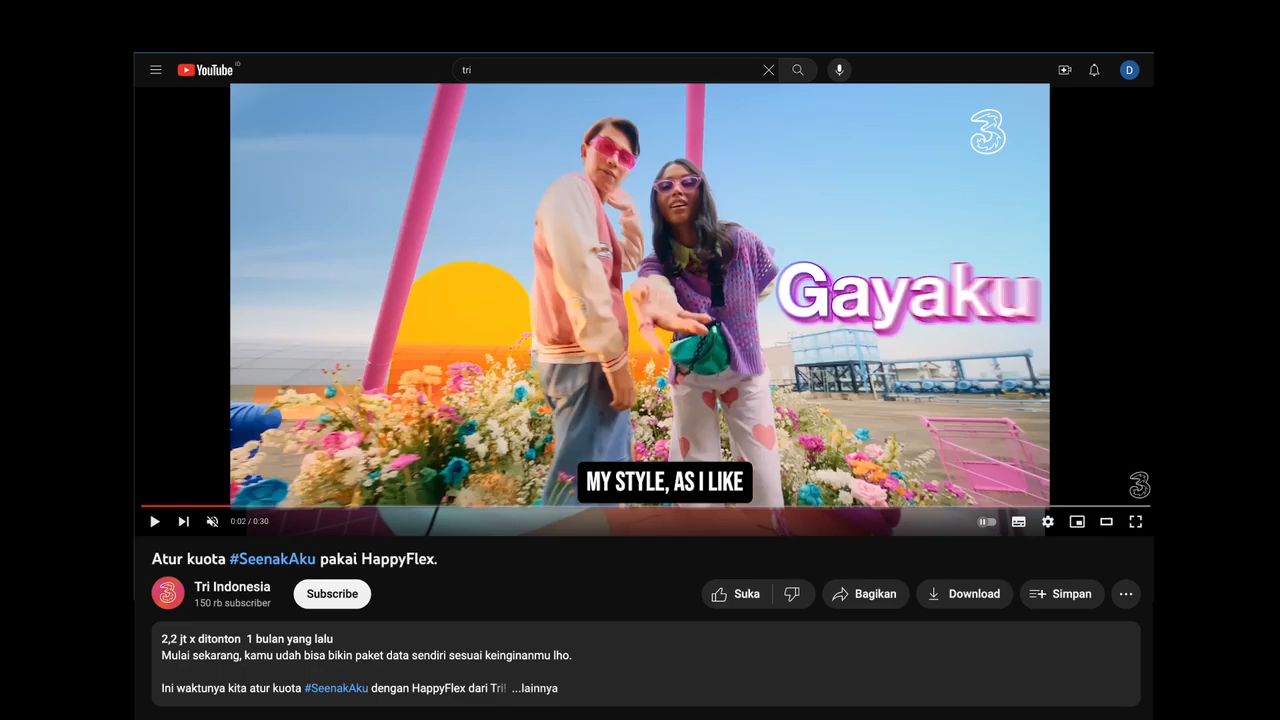 YouTube ID
tri
D
3
Gayaku
MY STYLE, AS I LIKE
3
0:02 / 0:30
Atur kuota #SeenakAku pakai HappyFlex.
3
Tri Indonesia
150 rb subscriber
Subscribe
Suka
Bagikan
Download
Simpan
2,2 jt x ditonton 1 bulan yang lalu
Mulai sekarang, kamu udah bisa bikin paket data sendiri sesuai keinginanmu lho.
Ini waktunya kita atur kuota #SeenakAku dengan HappyFlex dari Tri! ...lainnya